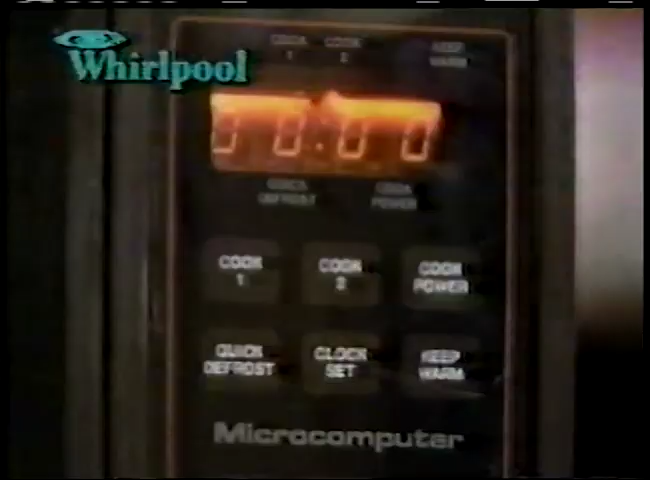 Whirlpool
COOK 1
COOK 2
KEEP WARM
00:00
QUICK DEFROST
COOK POWER
COOK 1
COOK 2
COOK POWER
QUICK DEFROST
CLOCK SET
KEEP WARM
Microcomputer